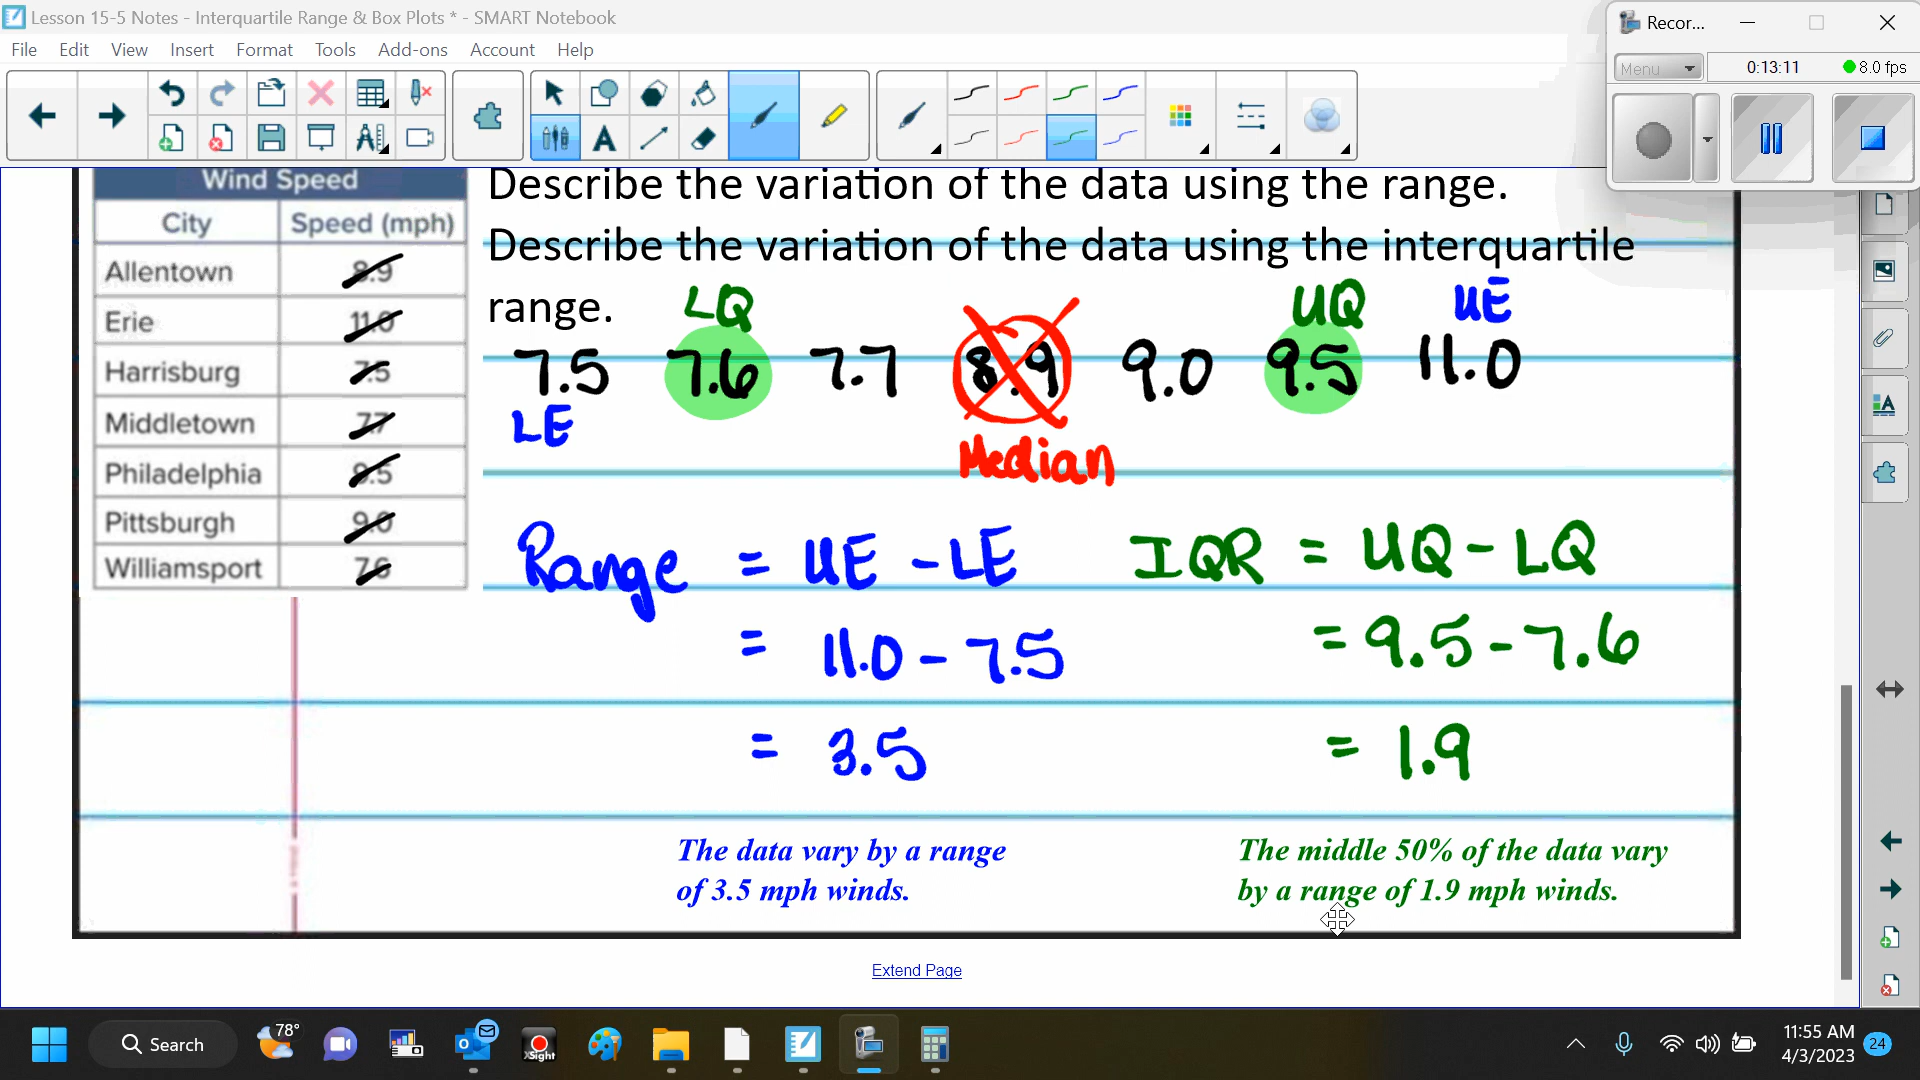 Lesson 15-5 Notes - Interquartile Range & Box Plots * - SMART Notebook
File Edit View Insert Format Tools Add-ons Account Help
Recor...
Menu 0:13:11 8.0 fps
Wind Speed
City Speed (mph)
Allentown 8.9
Erie 11.0
Harrisburg 7.5
Middletown 7.7
Philadelphia 9.5
Pittsburgh 9.0
Williamsport 7.6
Describe the variation of the data using the range.
Describe the variation of the data using the interquartile
range.
LQ UQ UE
7.5 7.6 7.7 8.9 9.0 9.5 11.0
LE
Median
Range = UE - LE
= 11.0 - 7.5
= 3.5
IQR = UQ - LQ
= 9.5 - 7.6
= 1.9
The data vary by a range
of 3.5 mph winds.
The middle 50% of the data vary
by a range of 1.9 mph winds.
Extend Page
78°
Search
XSight
11:55 AM
4/3/2023
24